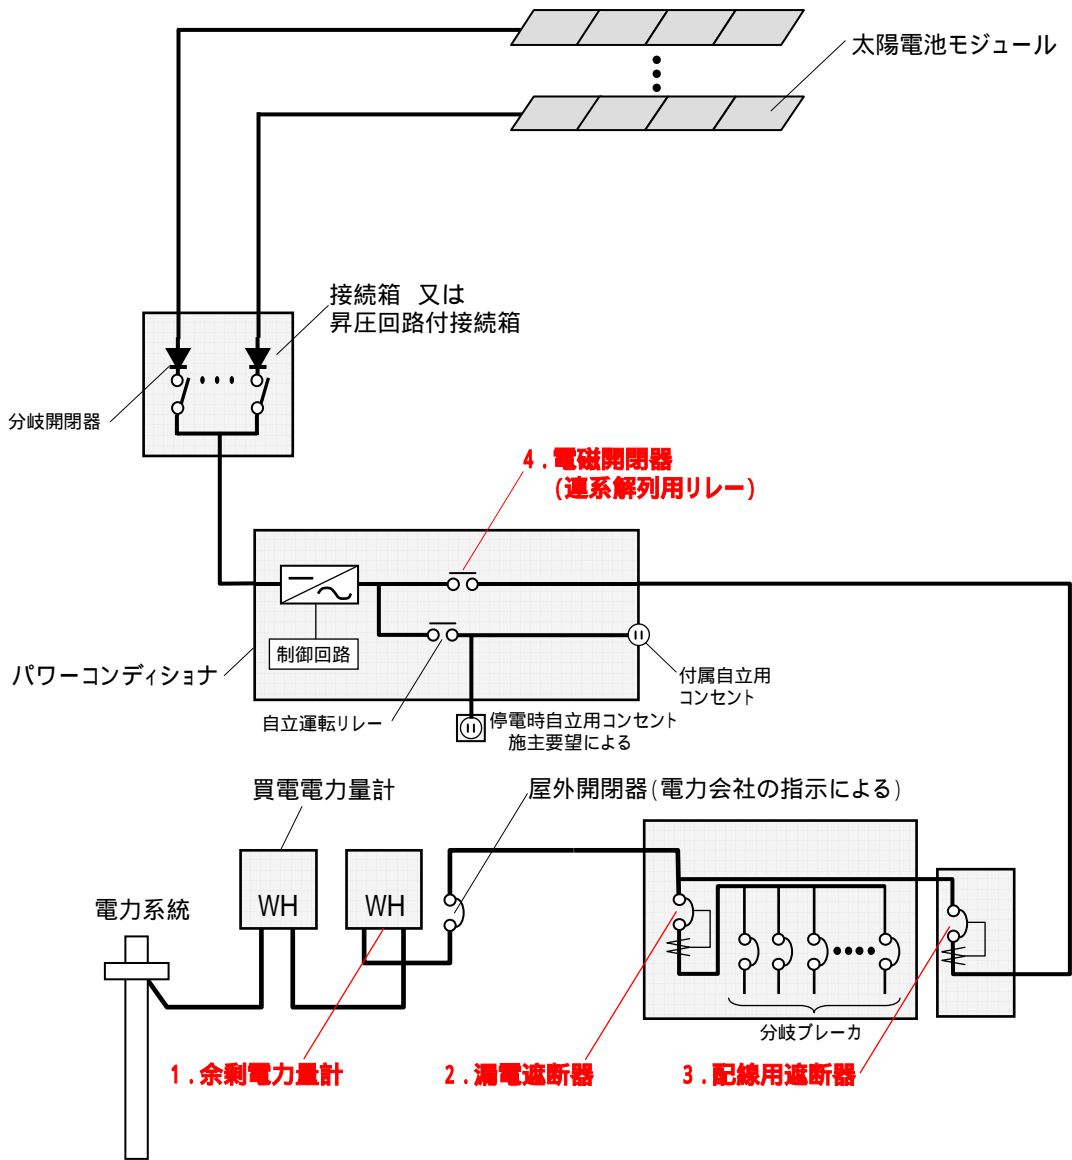 太陽電池モジュール
接続箱　又は
昇圧回路付接続箱
分岐開閉器
4．電磁開閉器
(連系解列用リレー)
制御回路
パワーコンディショナ
付属自立用
コンセント
自立運転リレー
停電時自立用コンセント
施主要望による
買電電力量計
屋外開閉器(電力会社の指示による)
WH
WH
電力系統
分岐ブレーカ
1．余剰電力量計
2．漏電遮断器
3．配線用遮断器